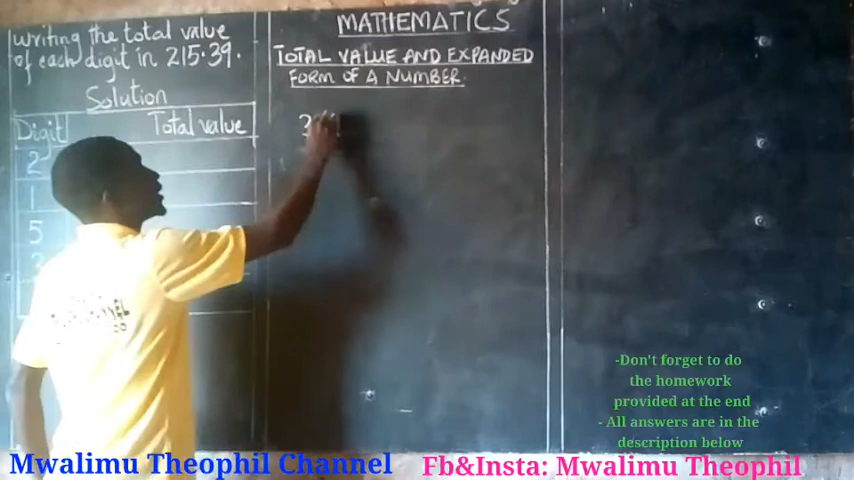 writing the total value
of each digit in 215.39.
Solution
Digit Total value
2
1
5
MATHEMATICS
TOTAL VALUE AND EXPANDED
FORM OF A NUMBER.
-Don't forget to do
the homework
provided at the end
- All answers are in the
description below
Mwalimu Theophil Channel
Fb&Insta: Mwalimu Theophil